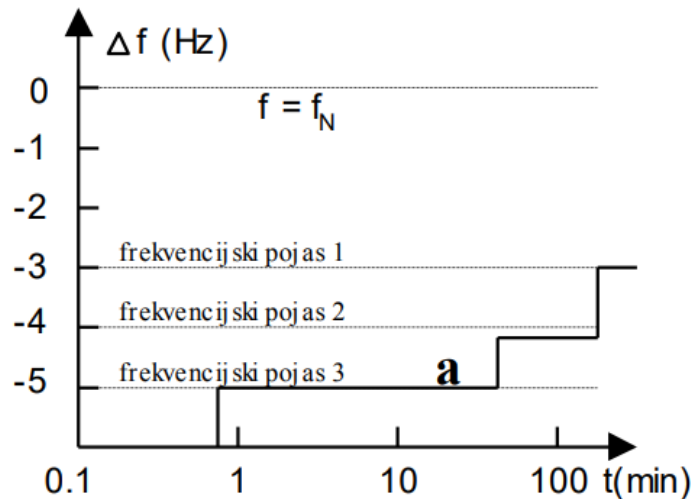 Δf (Hz)
0
f = f_N
-1
-2
frekvencijski pojas 1
-3
frekvencijski pojas 2
-4
frekvencijski pojas 3
a
-5
0.1 1 10 100 t(min)